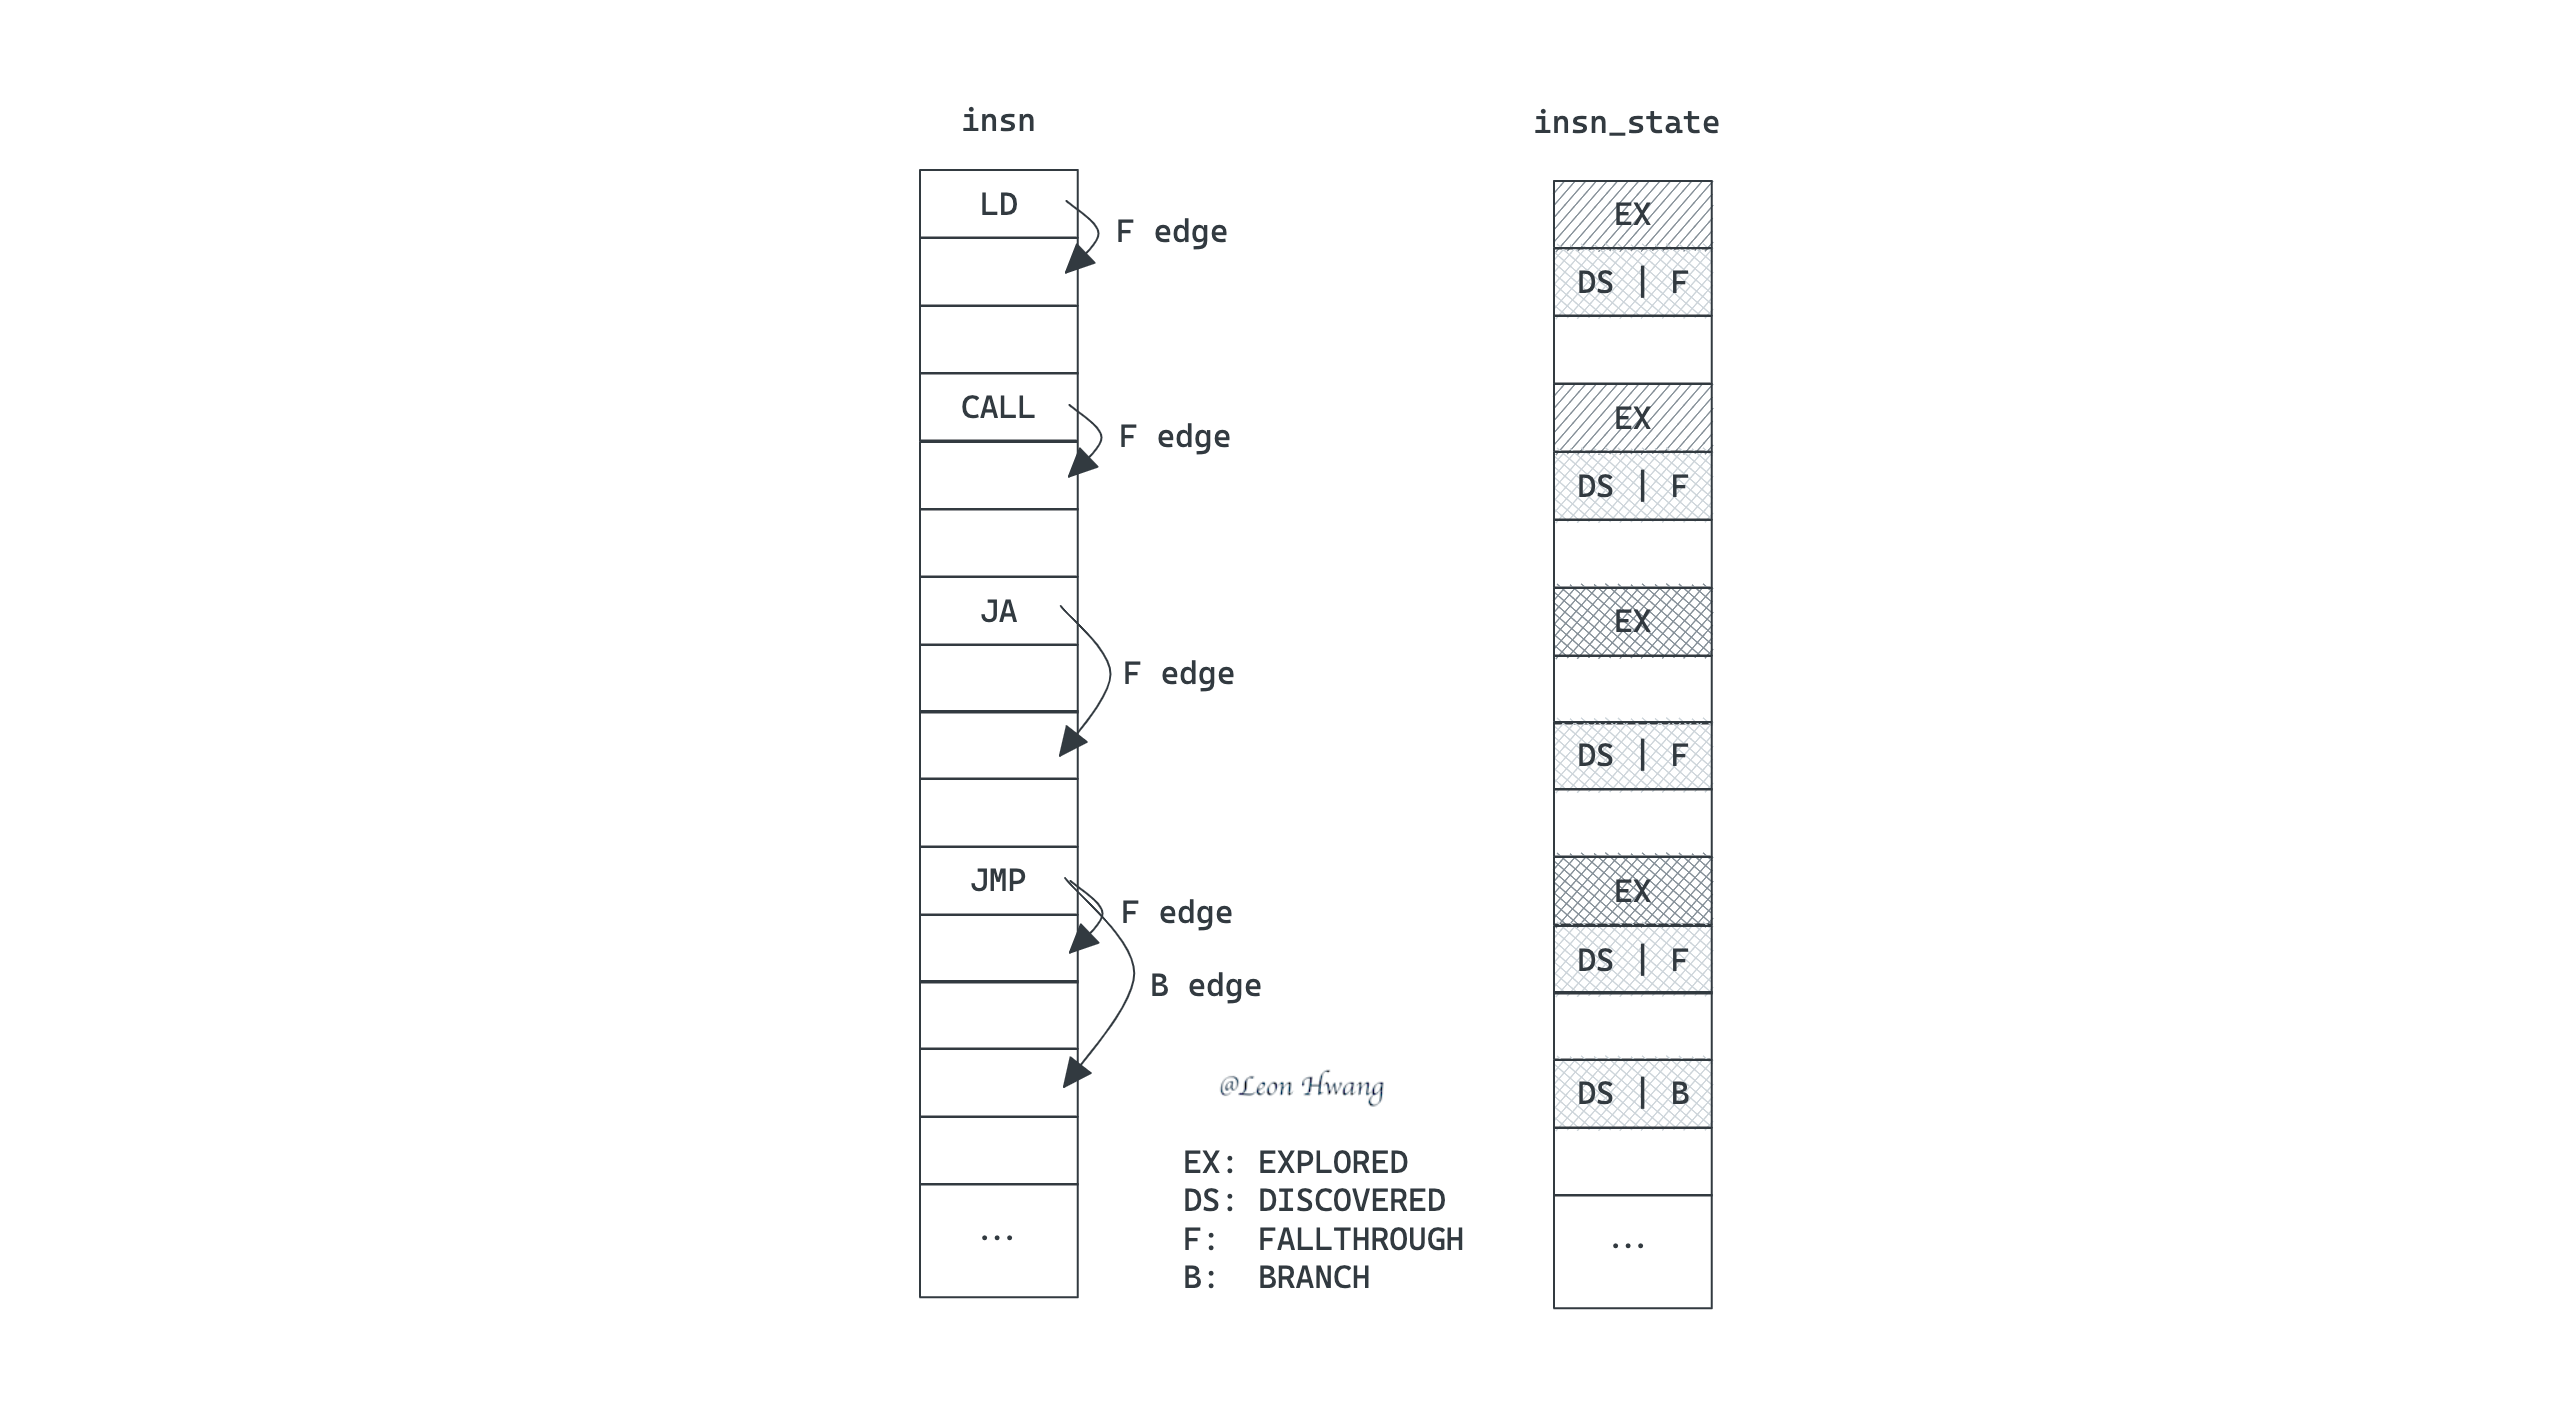 insn
insn_state
LD
F edge
CALL
F edge
JA
F edge
JMP
F edge
B edge
...
EX
DS | F
EX
DS | F
EX
DS | F
EX
DS | F
DS | B
...
@Leon Hwang
EX: EXPLORED
DS: DISCOVERED
F: FALLTHROUGH
B: BRANCH